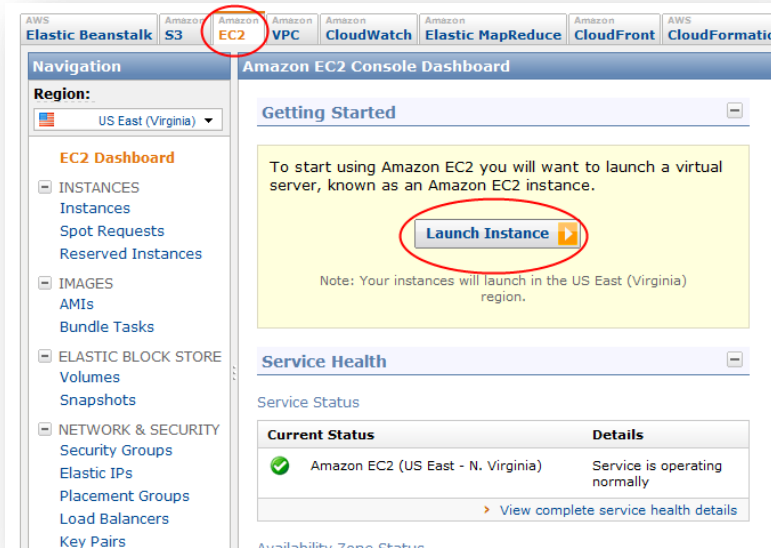 AWS
Elastic Beanstalk
Amazon
S3
Amazon
EC2
Amazon
VPC
Amazon
CloudWatch
Amazon
Elastic MapReduce
Amazon
CloudFront
AWS
CloudFormatio
Navigation
Region:
US East (Virginia)
EC2 Dashboard
INSTANCES
Instances
Spot Requests
Reserved Instances
IMAGES
AMIs
Bundle Tasks
ELASTIC BLOCK STORE
Volumes
Snapshots
NETWORK & SECURITY
Security Groups
Elastic IPs
Placement Groups
Load Balancers
Key Pairs
Amazon EC2 Console Dashboard
Getting Started
To start using Amazon EC2 you will want to launch a virtual
server, known as an Amazon EC2 instance.
Launch Instance
Note: Your instances will launch in the US East (Virginia)
region.
Service Health
Service Status
Current Status
Details
Amazon EC2 (US East - N. Virginia)
Service is operating
normally
View complete service health details
Availability Zone Status